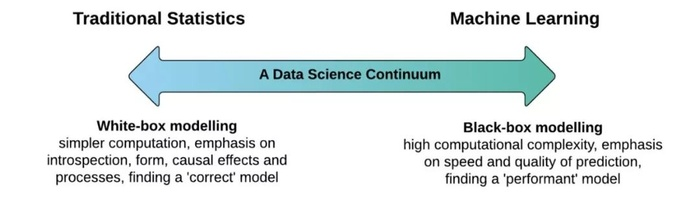 Traditional Statistics
Machine Learning
A Data Science Continuum
White-box modelling
simpler computation, emphasis on
introspection, form, causal effects and
processes, finding a 'correct' model
Black-box modelling
high computational complexity, emphasis
on speed and quality of prediction,
finding a 'performant' model